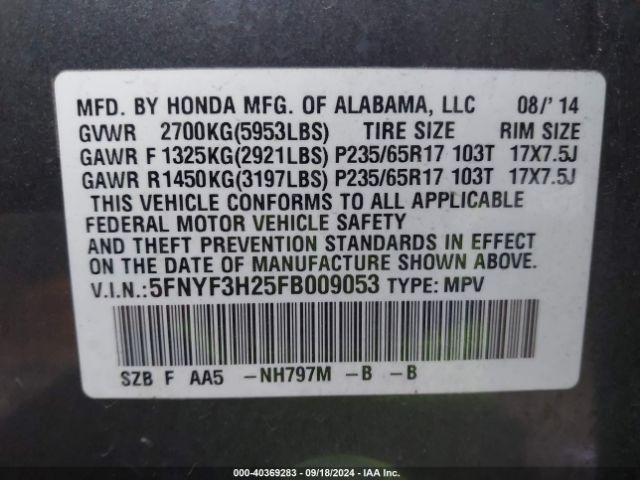 MFD. BY HONDA MFG. OF ALABAMA, LLC 08/'14
GVWR 2700KG(5953LBS) TIRE SIZE RIM SIZE
GAWR F 1325KG(2921LBS) P235/65R17 103T 17X7.5J
GAWR R1450KG(3197LBS) P235/65R17 103T 17X7.5J
THIS VEHICLE CONFORMS TO ALL APPLICABLE
FEDERAL MOTOR VEHICLE SAFETY
AND THEFT PREVENTION STANDARDS IN EFFECT
ON THE DATE OF MANUFACTURE SHOWN ABOVE.
V.I.N.:5FNYF3H25FB009053 TYPE: MPV
SZB F AA5 -NH797M -B -B
000-40369283 - 09/18/2024 - IAA Inc.